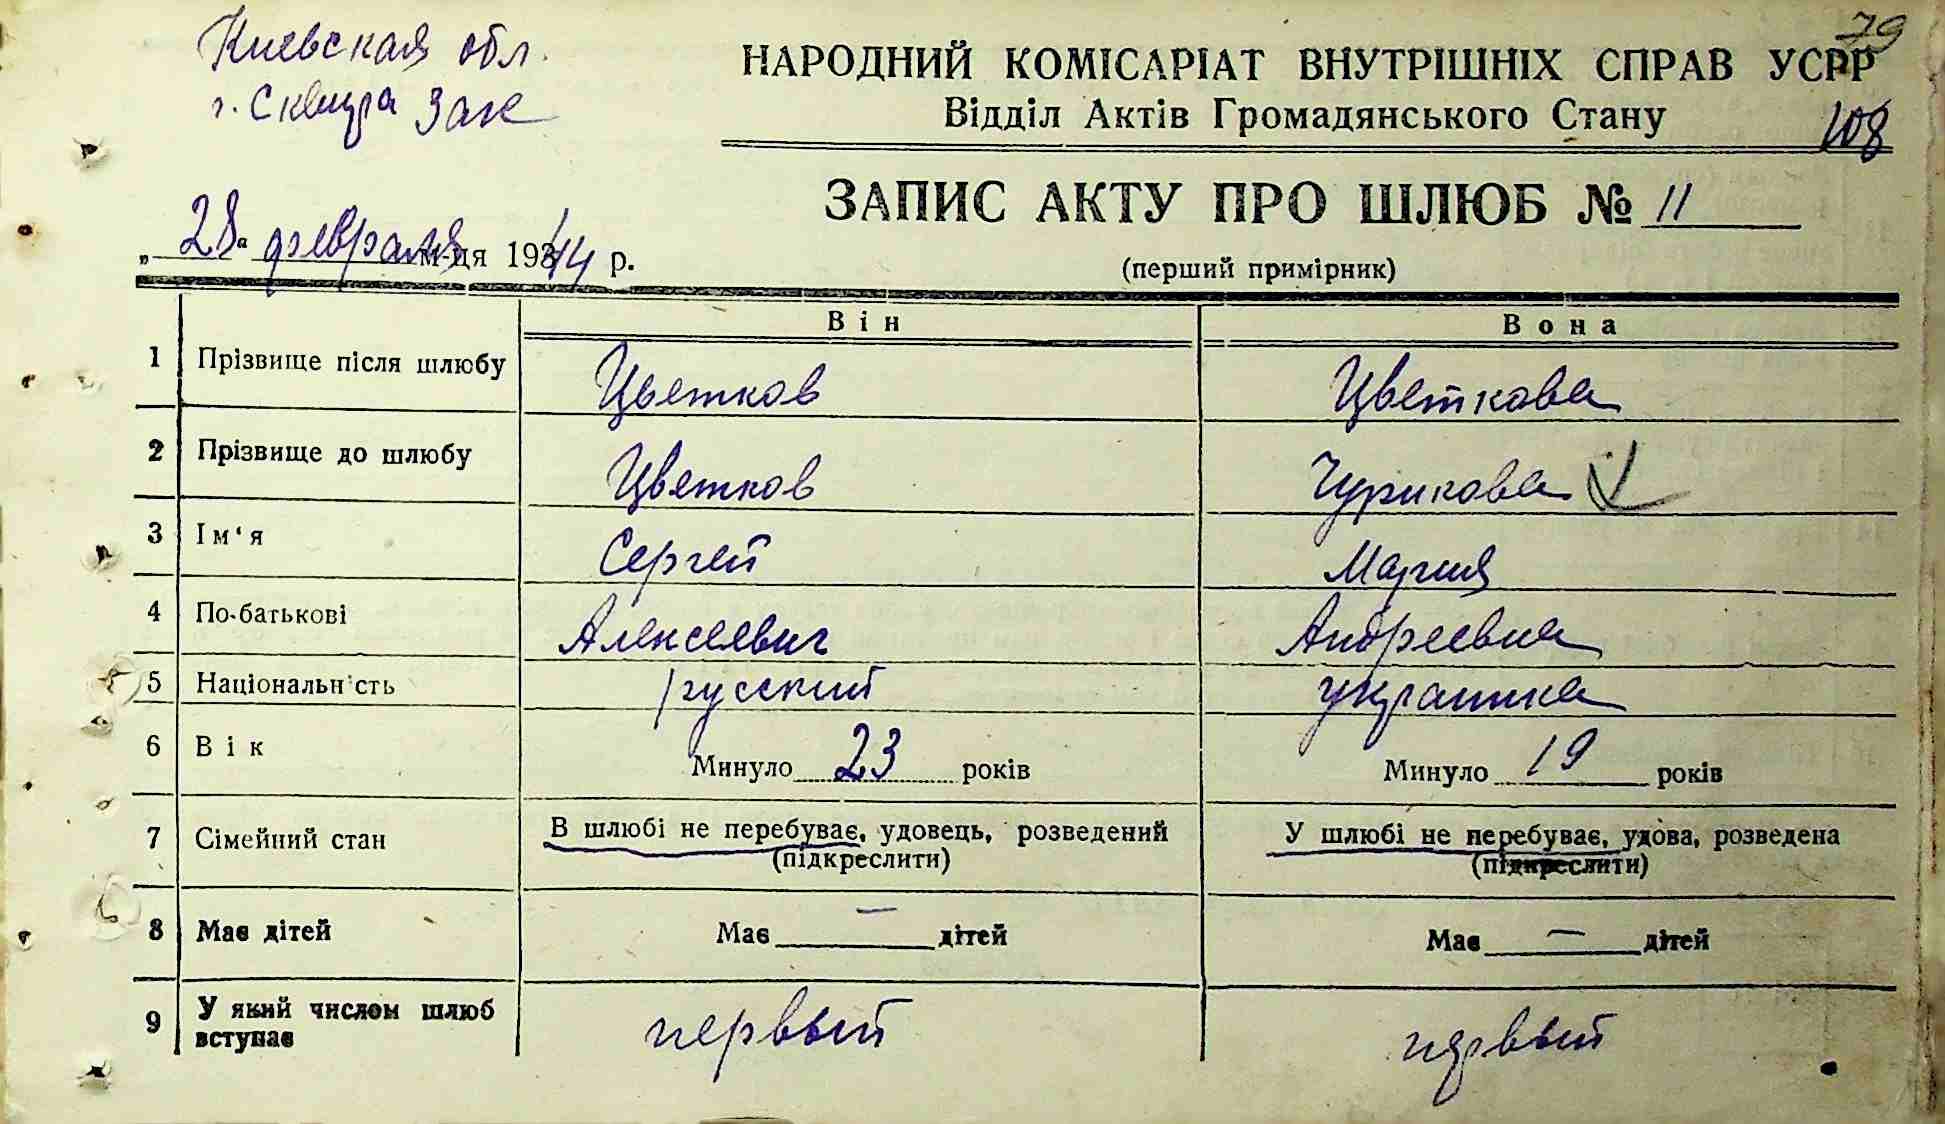 79
Киевская обл.
г. Сквира Загс
НАРОДНИЙ КОМІСАРІАТ ВНУТРІШНІХ СПРАВ УСРР
Відділ Актів Громадянського Стану
108
ЗАПИС АКТУ ПРО ШЛЮБ № 11
„28“ февраля м-ця 1944 р.
(перший примірник)
Він Вона
1 Прізвище після шлюбу Цветков Цветкова
2 Прізвище до шлюбу Цветков Чурикова
3 Ім‘я Сергей Мария
4 По-батькові Алексеевич Андреевна
5 Національність русский украинка
6 Вік Минуло 23 років Минуло 19 років
7 Сімейний стан В шлюбі не перебуває, удовець, розведений У шлюбі не перебуває, удова, розведена
(підкреслити) (підкреслити)
8 Має дітей Має — дітей Має — дітей
9 У який числом шлюб вступає первый первый